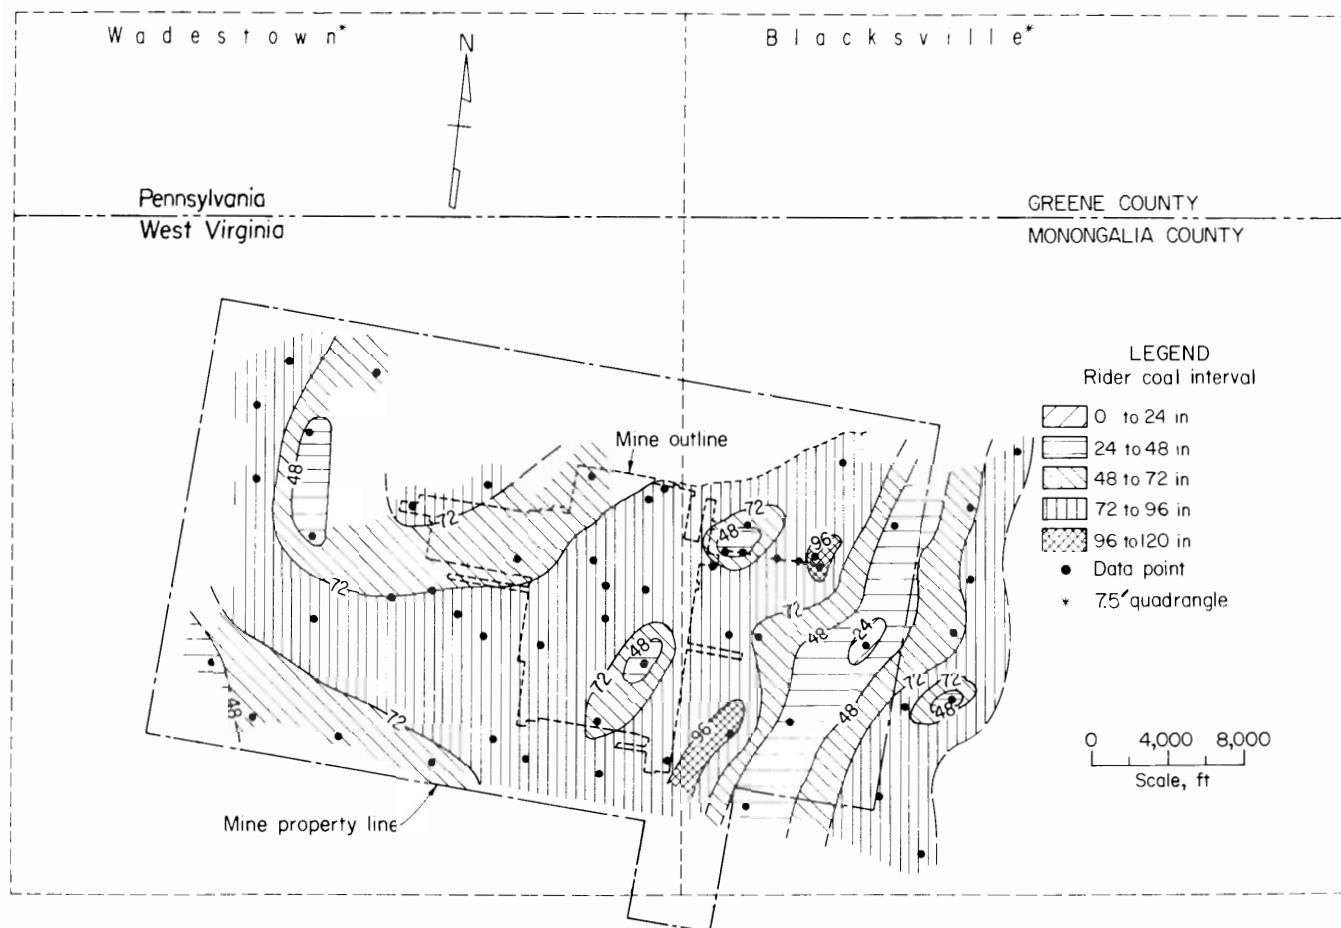 Wadestown*
Blacksville*
N
Pennsylvania
West Virginia
GREENE COUNTY
MONONGALIA COUNTY
LEGEND
Rider coal interval
0 to 24 in
24 to 48 in
48 to 72 in
72 to 96 in
96 to 120 in
Data point
* 7.5′ quadrangle
Mine outline
48
72
72
48
96
72
72
48
24
48
72
72
72
48
48
72
72
48
96
Mine property line
0 4,000 8,000
Scale, ft